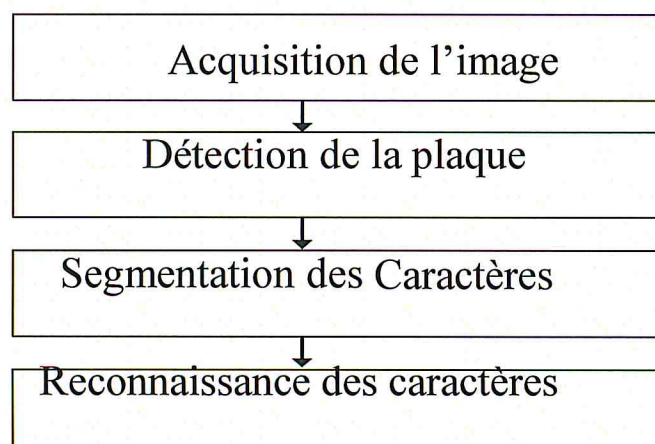 Acquisition de l’image
Détection de la plaque
Segmentation des Caractères
Reconnaissance des caractères